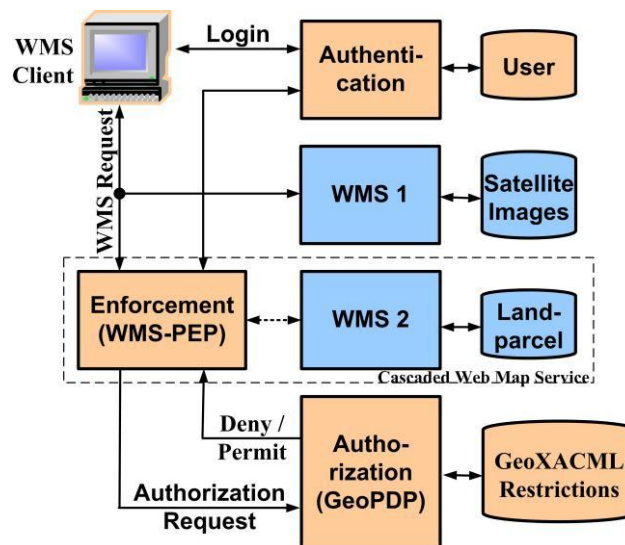 WMS
Client
Login
Authenti-
cation
User
WMS Request
WMS 1
Satellite
Images
Enforcement
(WMS-PEP)
WMS 2
Land-
parcel
Cascaded Web Map Service
Deny /
Permit
Autho-
rization
(GeoPDP)
GeoXACML
Restrictions
Authorization
Request